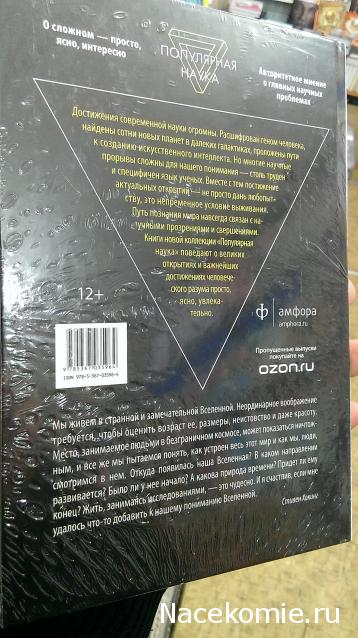 О сложном — просто,
ясно, интересно
ПОПУЛЯРНАЯ
НАУКА
Авторитетное мнение
о главных научных
проблемах
Достижения современной науки огромны. Расшифрован геном человека,
найдены сотни новых планет в далеких галактиках, проложены пути
к созданию искусственного интеллекта. Но многие научные
прорывы сложны для нашего понимания — столь труден
и специфичен язык ученых. Вместе с тем постижение
актуальных открытий — не просто дань любопыт-
ству, это непременное условие выживания.
Путь познания мира навсегда связан с на-
учными прозрениями и свершениями.
Книги новой коллекции «Популярная
наука» поведают о великих
открытиях и важнейших
достижениях человече-
ского разума просто,
ясно, увлека-
тельно.
12+
ф амфора
amphora.ru
9 785367 035964
ISBN 978-5-367-03596-4
Пропущенные выпуски
покупайте на
OZON.ru
Мы живем в странной и замечательной Вселенной. Неординарное воображение
требуется, чтобы оценить возраст ее, размеры, неистовство и даже красоту.
Место, занимаемое людьми в безграничном космосе, может показаться ничтож-
ным, и все же мы пытаемся понять, как устроен весь этот мир и как мы, люди,
смотримся в нем. Откуда появилась наша Вселенная? В каком направлении
развивается? Было ли у нее начало? А какова природа времени? Придет ли ему
конец? Жить, занимаясь исследованиями, — это чудесно. И я счастлив, если мне
удалось что-то добавить к нашему пониманию Вселенной.
Стивен Хокинг
Nacekomie.ru